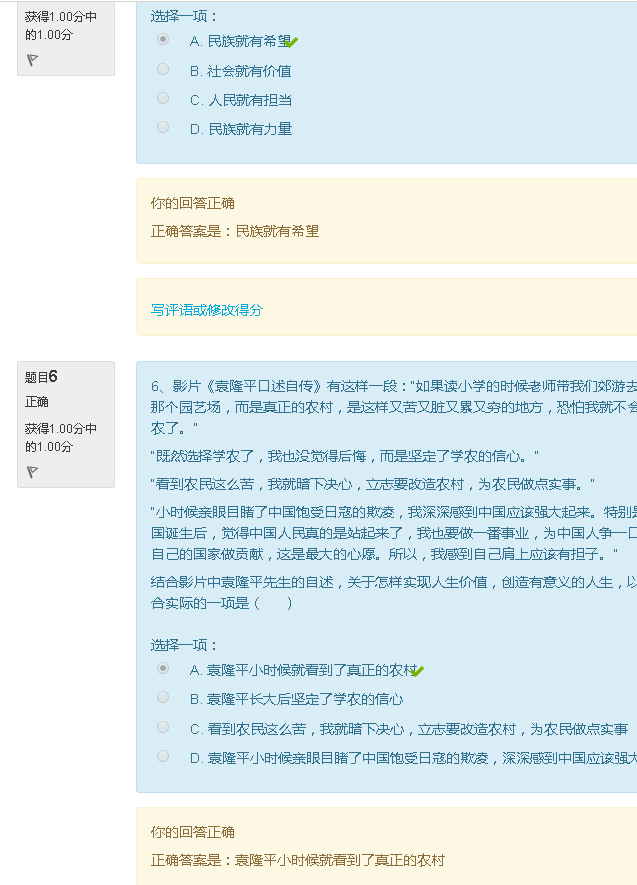 获得1.00分中
的1.00分
选择一项：
A. 民族就有希望
B. 社会就有价值
C. 人民就有担当
D. 民族就有力量
你的回答正确
正确答案是：民族就有希望
写评语或修改得分
题目6
正确
获得1.00分中
的1.00分
6、影片《袁隆平口述自传》有这样一段："如果读小学的时候老师带我们郊游去
那个园艺场，而是真正的农村，是这样又苦又脏又累又穷的地方，恐怕我就不会
农了。"
"既然选择学农了，我也没觉得后悔，而是坚定了学农的信心。"
"看到农民这么苦，我就暗下决心，立志要改造农村，为农民做点实事。"
"小时候亲眼目睹了中国饱受日寇的欺凌，我深深感到中国应该强大起来。特别是
国诞生后，觉得中国人民真的是站起来了，我也要做一番事业，为中国人争一口
自己的国家做贡献，这是最大的心愿。所以，我感到自己肩上应该有担子。"
结合影片中袁隆平先生的自述，关于怎样实现人生价值，创造有意义的人生，以
合实际的一项是（　　）
选择一项：
A. 袁隆平小时候就看到了真正的农村
B. 袁隆平长大后坚定了学农的信心
C. 看到农民这么苦，我就暗下决心，立志要改造农村，为农民做点实事
D. 袁隆平小时候亲眼目睹了中国饱受日寇的欺凌，深深感到中国应该强大
你的回答正确
正确答案是：袁隆平小时候就看到了真正的农村